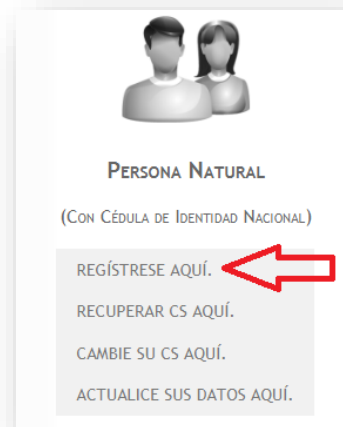 Persona Natural
(Con Cédula de Identidad Nacional)
REGÍSTRESE AQUÍ.
RECUPERAR CS AQUÍ.
CAMBIE SU CS AQUÍ.
ACTUALICE SUS DATOS AQUÍ.